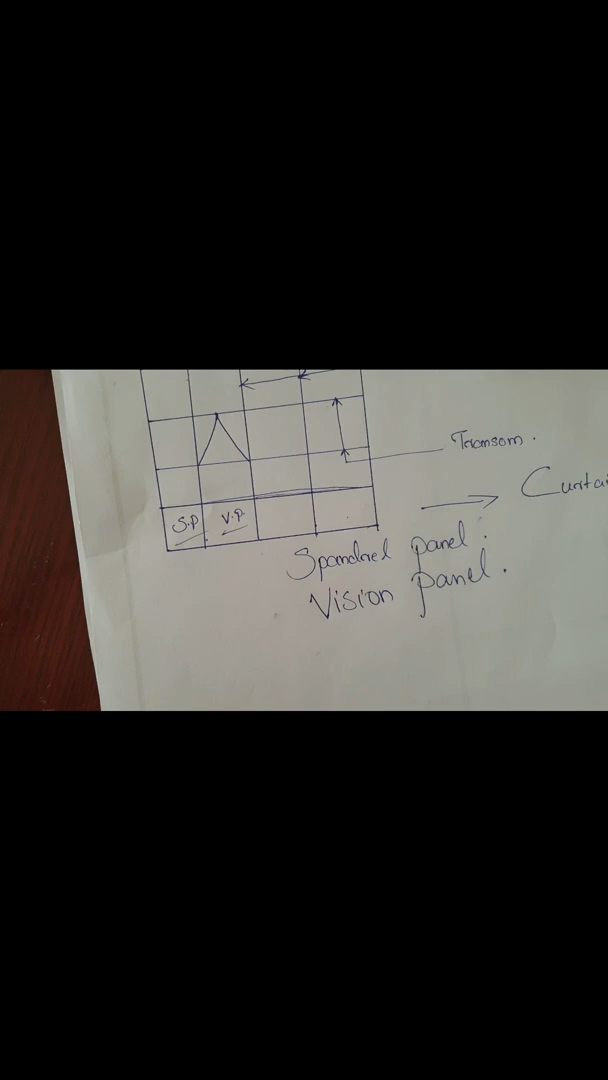 Transom.
Curtai
S.P V.P
Spandrel panel.
Vision panel.